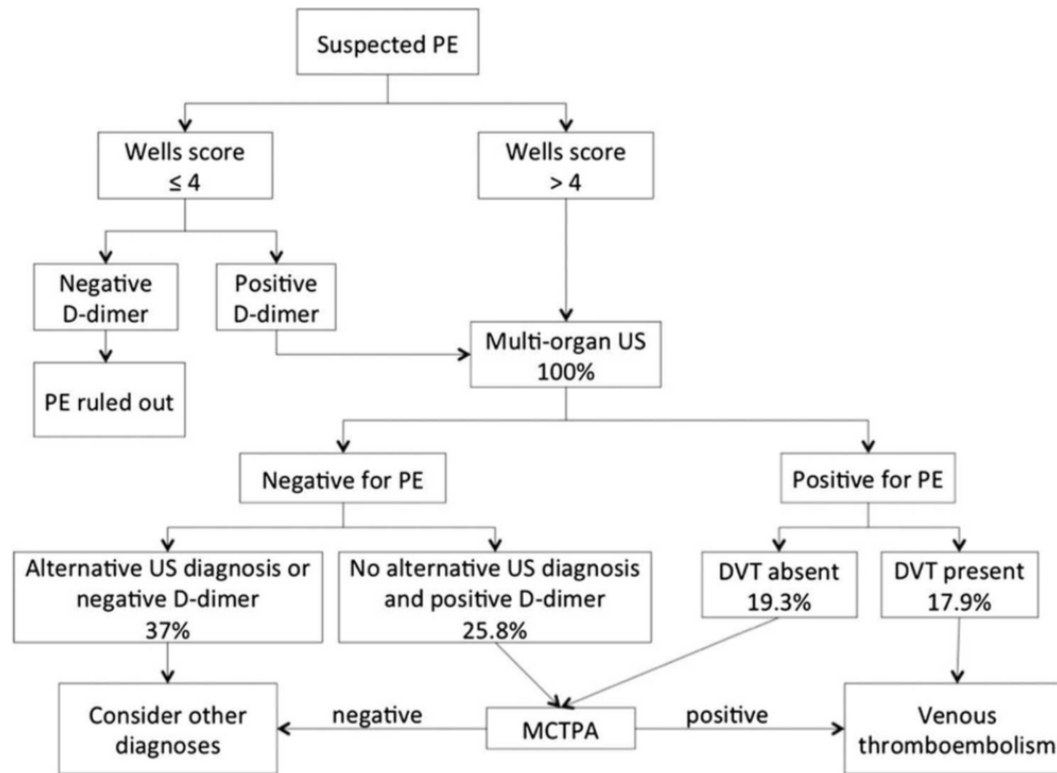 Suspected PE
Wells score
≤ 4
Wells score
> 4
Negative
D-dimer
Positive
D-dimer
PE ruled out
Multi-organ US
100%
Negative for PE
Positive for PE
Alternative US diagnosis or
negative D-dimer
37%
No alternative US diagnosis
and positive D-dimer
25.8%
DVT absent
19.3%
DVT present
17.9%
Consider other
diagnoses
negative
MCTPA
positive
Venous
thromboembolism